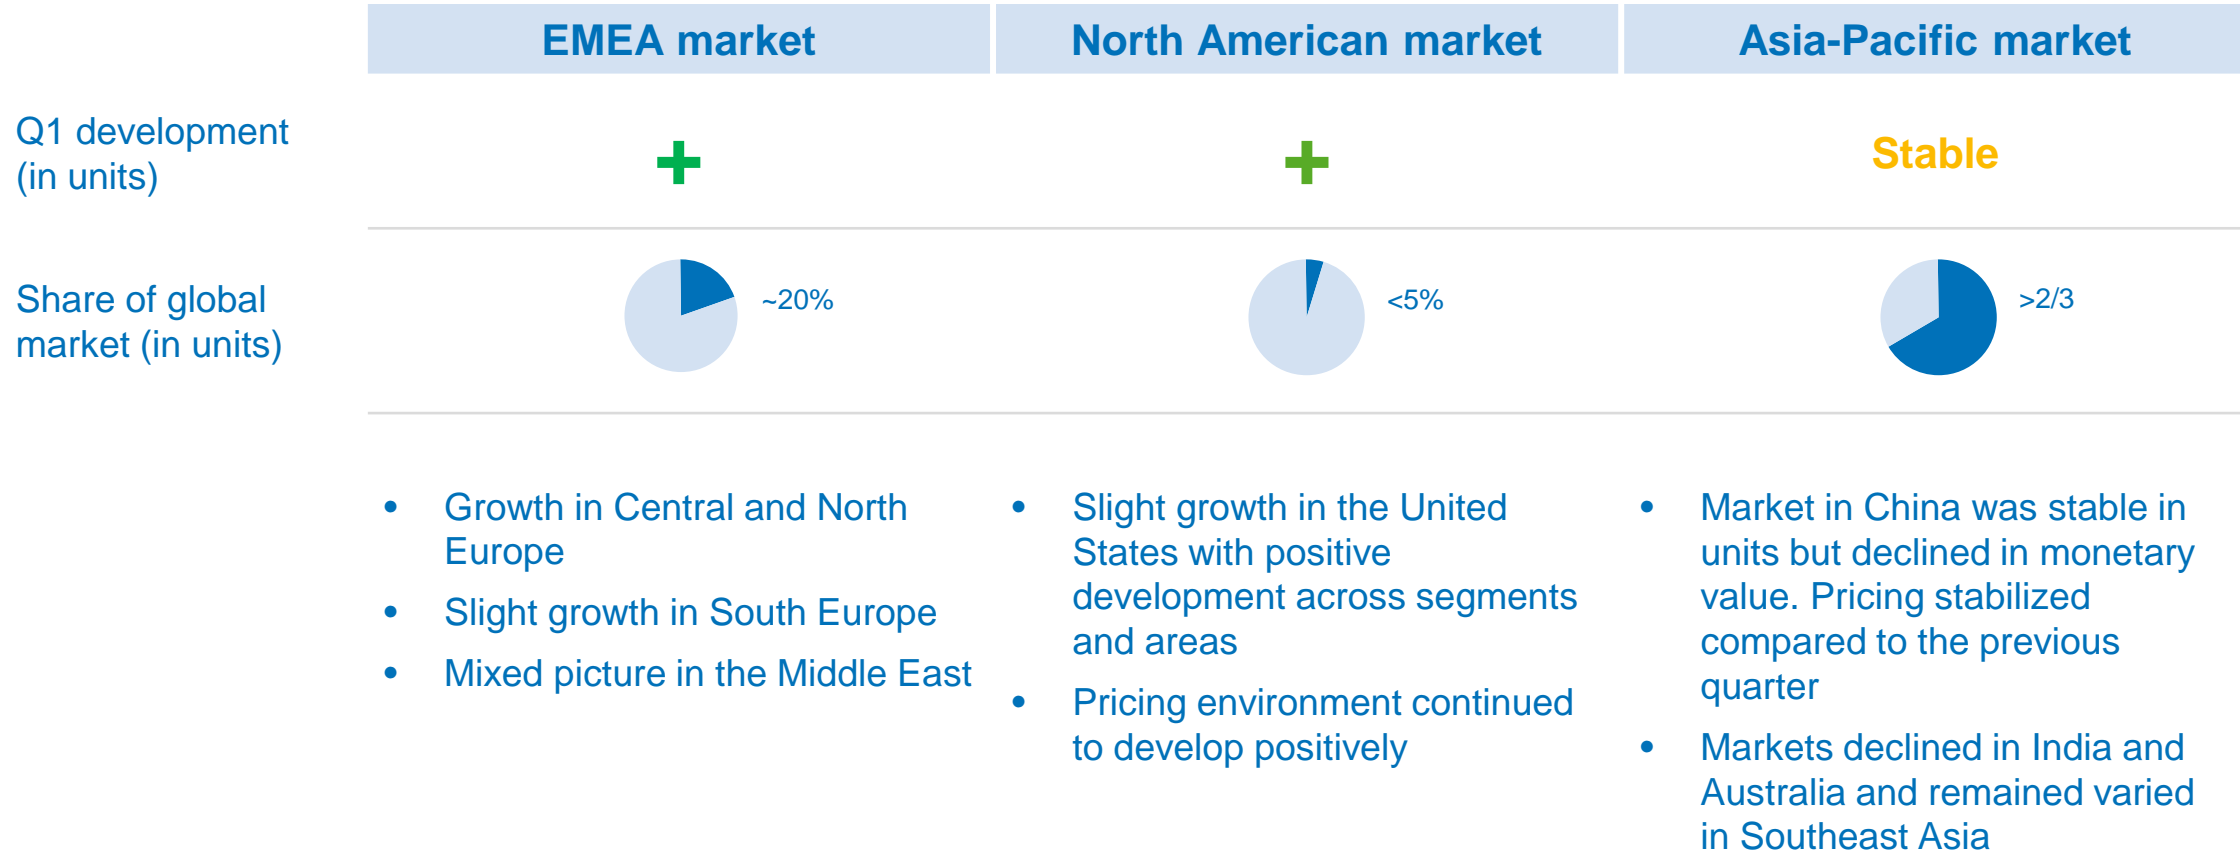 EMEA market
North American market
Asia-Pacific market
Q1 development
(in units)
+
+
Stable
Share of global
market (in units)
~20%
<5%
>2/3
• Growth in Central and North
Europe
• Slight growth in South Europe
• Mixed picture in the Middle East
• Slight growth in the United
States with positive
development across segments
and areas
• Pricing environment continued
to develop positively
• Market in China was stable in
units but declined in monetary
value. Pricing stabilized
compared to the previous
quarter
• Markets declined in India and
Australia and remained varied
in Southeast Asia